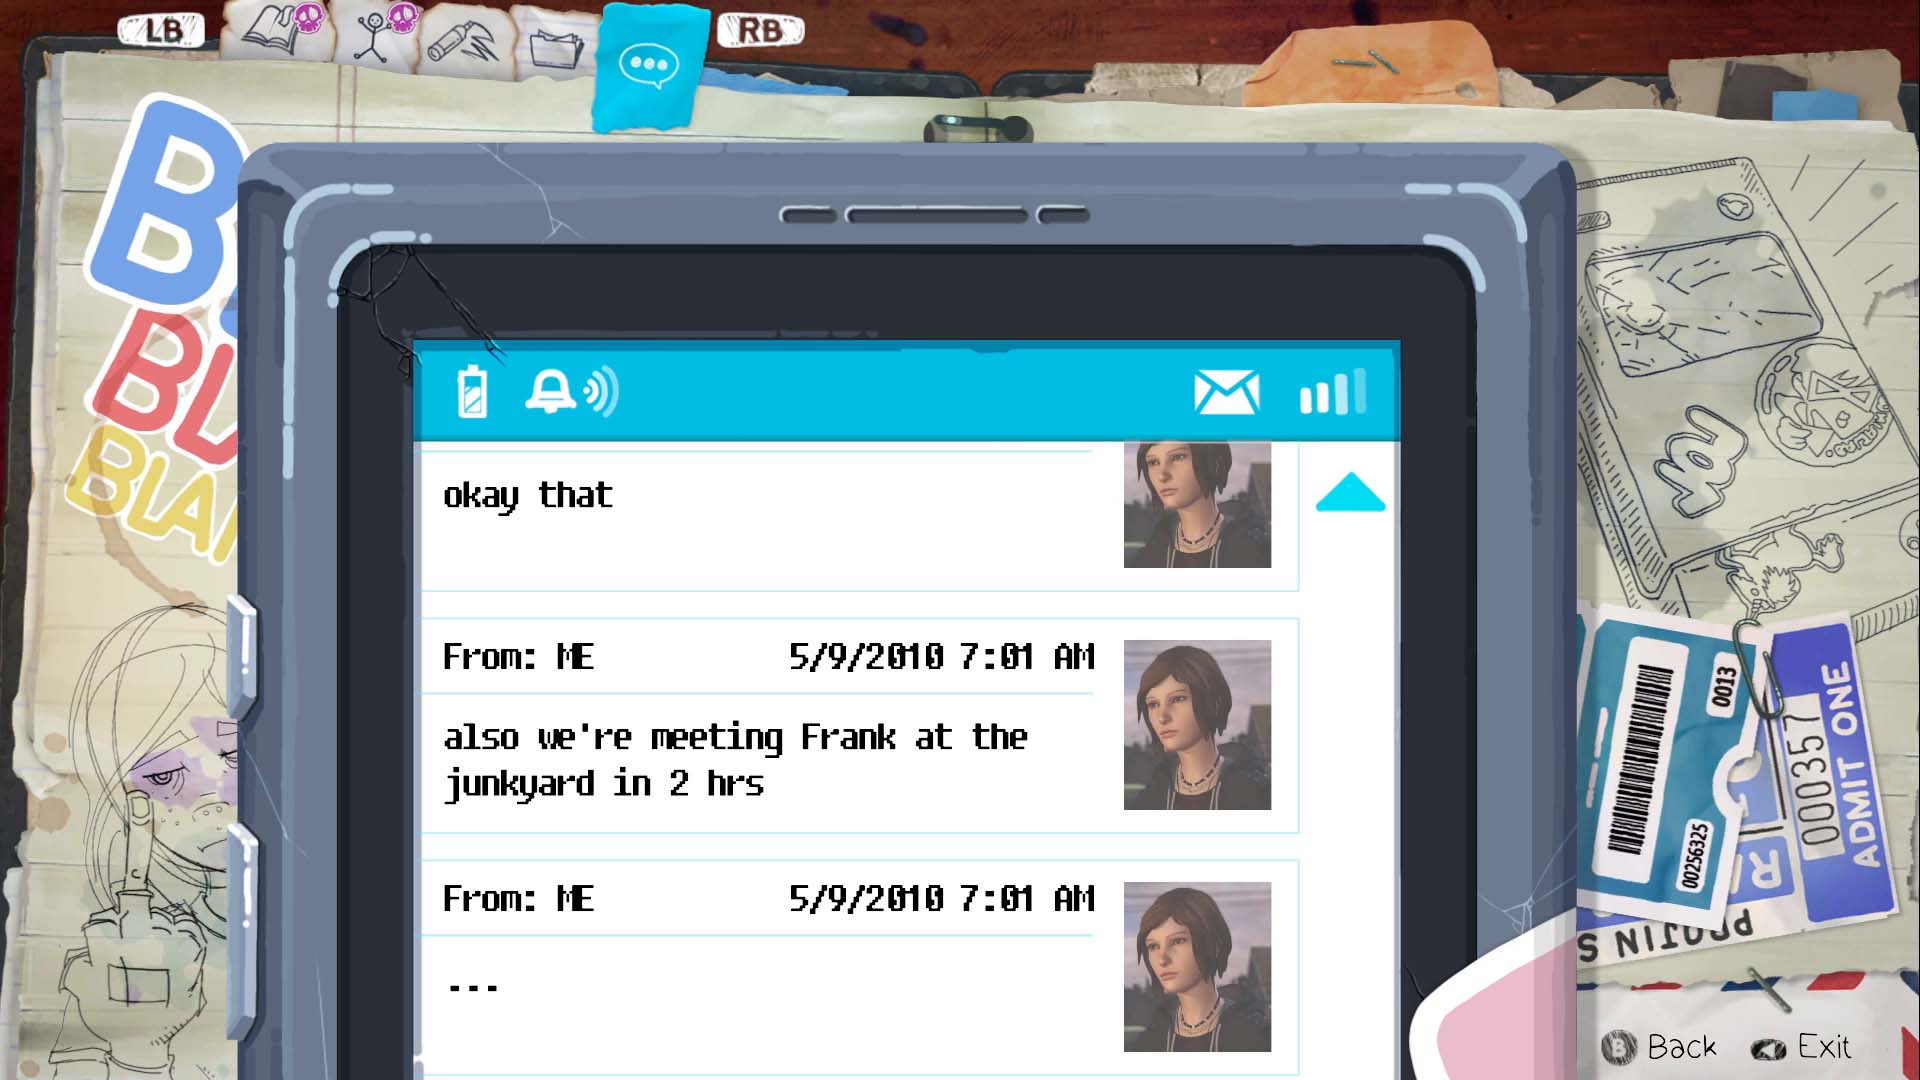 LB
RB
okay that
From: ME 5/9/2010 7:01 AM
also we're meeting Frank at the
junkyard in 2 hrs
From: ME 5/9/2010 7:01 AM
...
0013
00256325
000357
ADMIT ONE
B Back
Exit